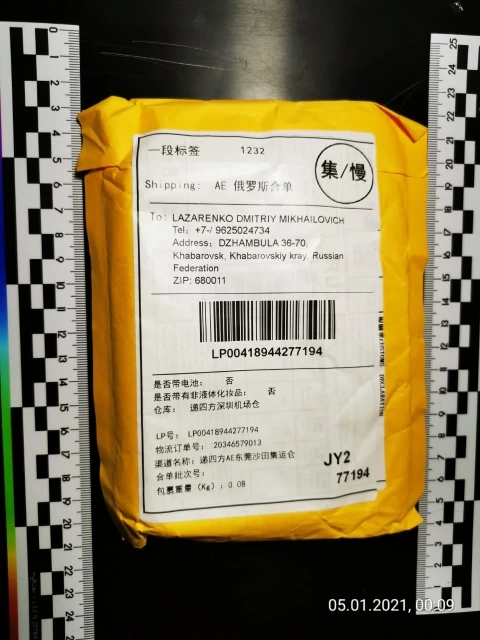 一段标签 1232
集/慢
Shipping: AE 俄罗斯合单
To: LAZARENKO DMITRIY MIKHAILOVICH
Tel: +7-/ 9625024734
Address: DZHAMBULA 36-70,
Khabarovsk, Khabarovskiy kray, Russian
Federation
ZIP: 680011
LP00418944277194
是否带电池: 否
是否带有非液体化妆品: 否
仓库: 递四方深圳机场仓
LP号: LP00418944277194
物流订单号: 20346579013
渠道名称: 递四方AE东莞沙田集运仓
合单批次号:
包裹重量 (Kg): 0.08
JY2
77194
DECLARATION
05.01.2021, 00:09